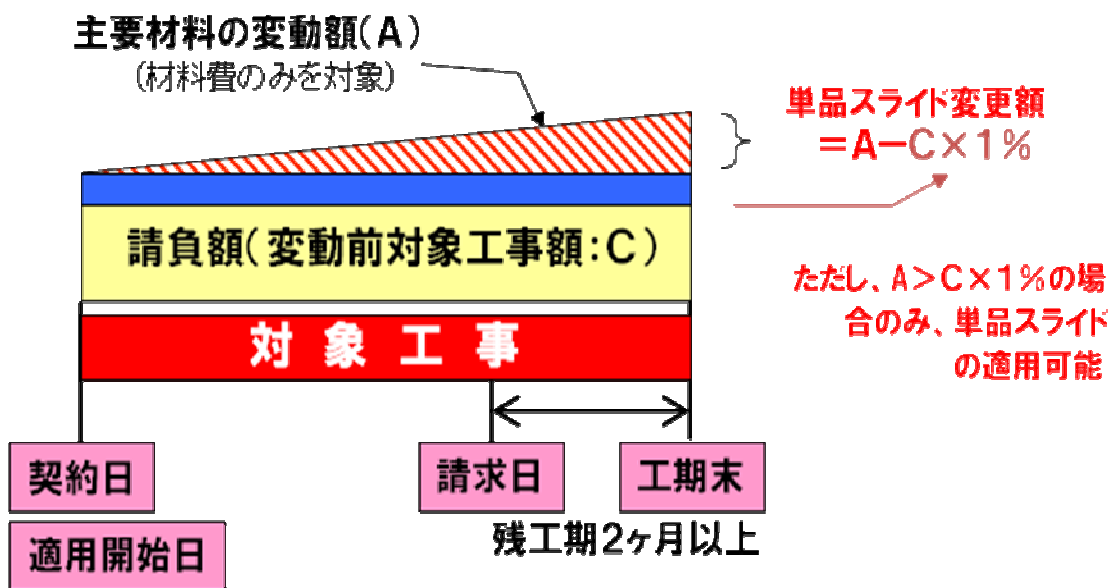 主要材料の変動額(A)
(材料費のみを対象)
単品スライド変更額
=A-C×1%
請負額(変動前対象工事額:C)
ただし、A>C×1%の場
合のみ、単品スライド
の適用可能
対象工事
契約日
請求日
工期末
残工期2ヶ月以上
適用開始日